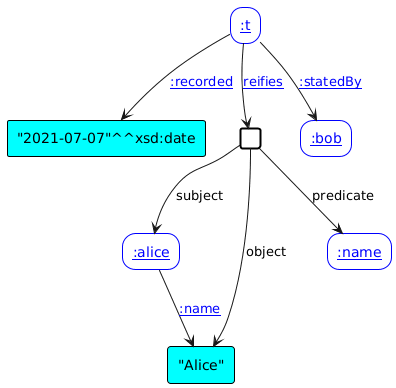 :t
:recorded
reifies
:statedBy
"2021-07-07"^^xsd:date
:bob
subject
predicate
:alice
object
:name
:name
"Alice"